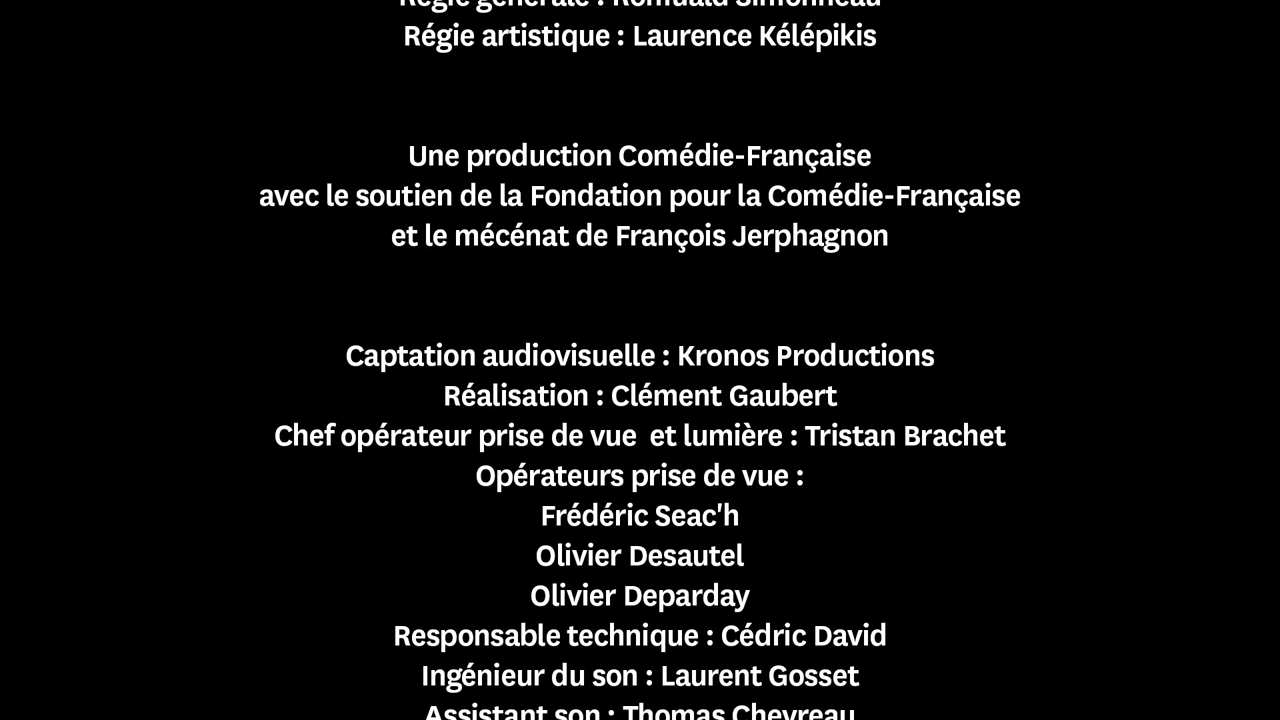 Régie générale : Romuald Simonneau
Régie artistique : Laurence Kélépikis
Une production Comédie-Française
avec le soutien de la Fondation pour la Comédie-Française
et le mécénat de François Jerphagnon
Captation audiovisuelle : Kronos Productions
Réalisation : Clément Gaubert
Chef opérateur prise de vue  et lumière : Tristan Brachet
Opérateurs prise de vue :
Frédéric Seac'h
Olivier Desautel
Olivier Deparday
Responsable technique : Cédric David
Ingénieur du son : Laurent Gosset
Assistant son : Thomas Chevreau